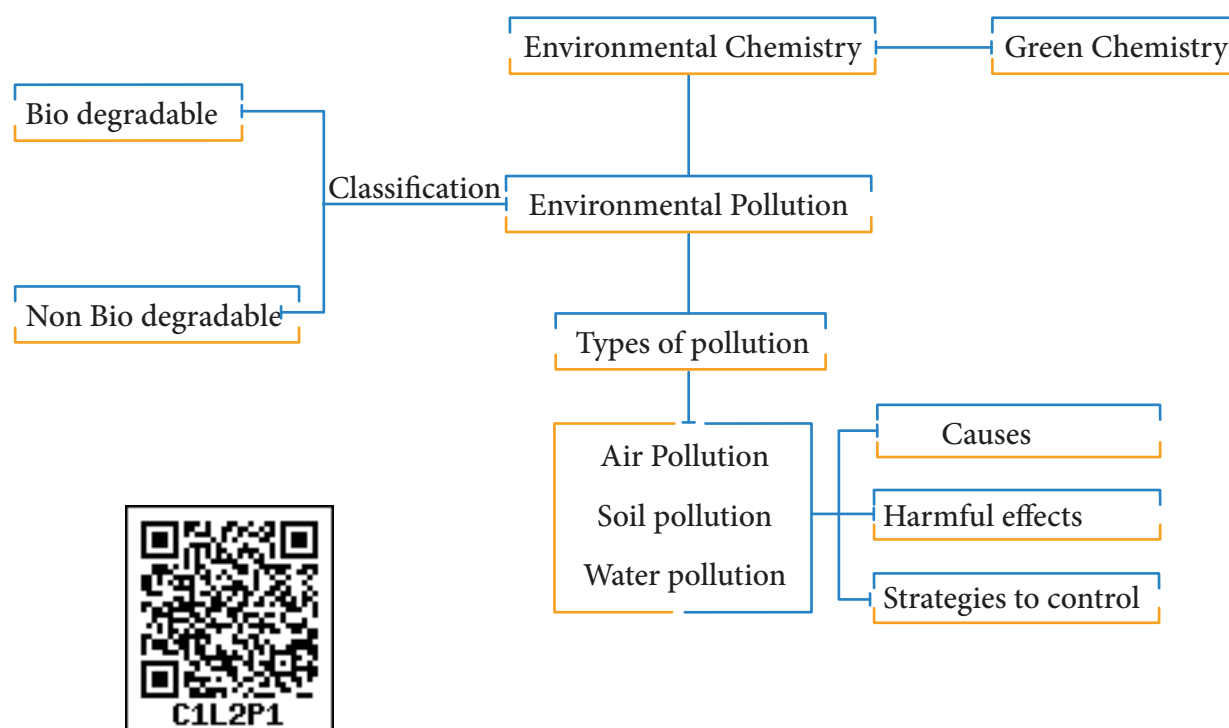 Environmental Chemistry
Green Chemistry
Bio degradable
Classification
Environmental Pollution
Non Bio degradable
Types of pollution
Air Pollution
Soil pollution
Water pollution
Causes
Harmful effects
Strategies to control
C1L2P1